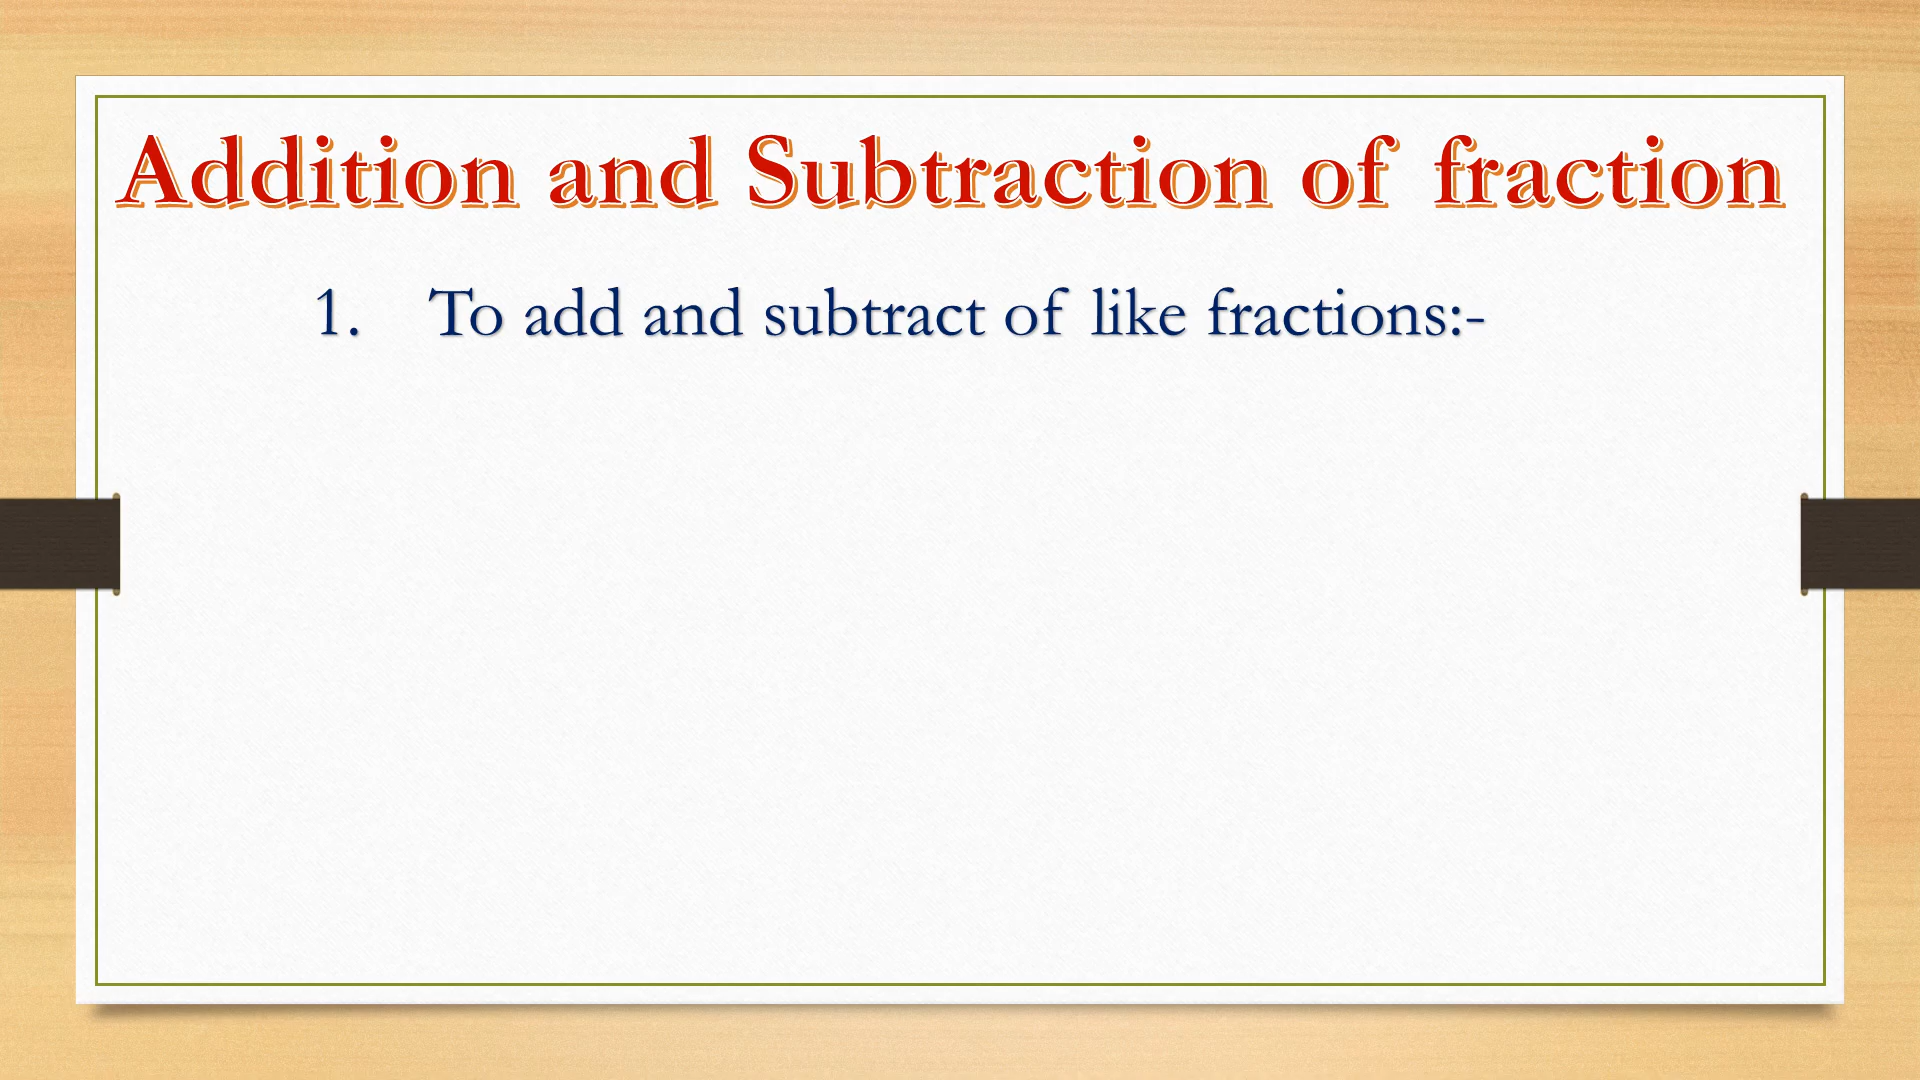 Addition and Subtraction of fraction
1. To add and subtract of like fractions:-